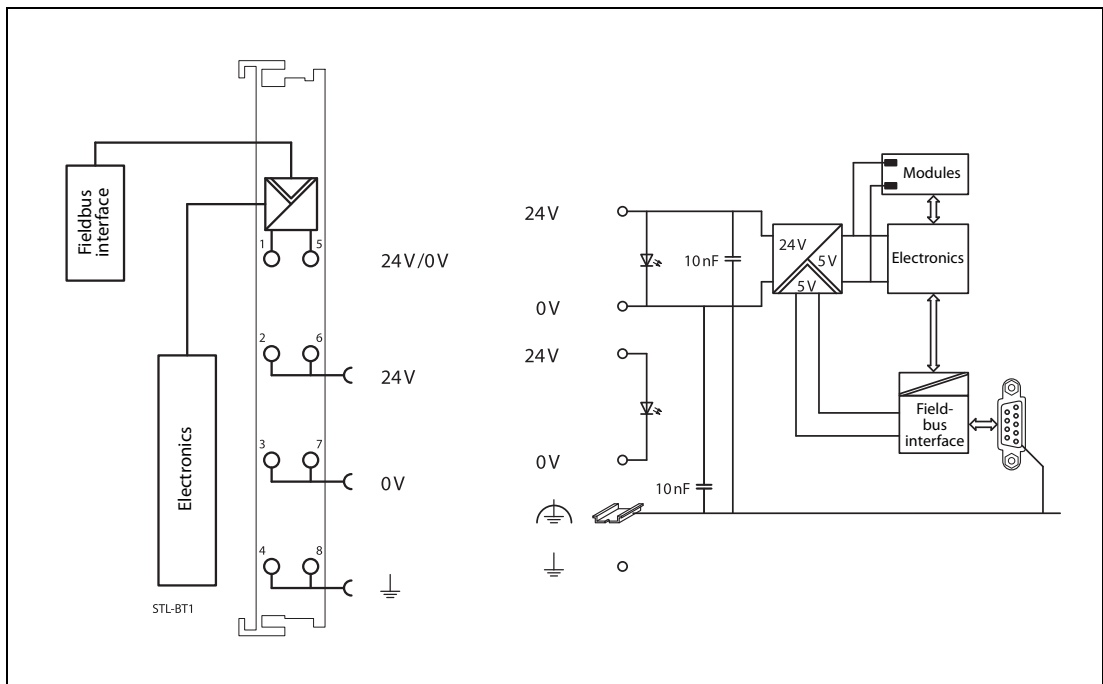 Fieldbus
interface
1
5
24V/0V
2
6
24V
3
7
0V
4
8
Electronics
STL-BT1
24V
0V
24V
0V
10nF
10nF
24V
5V
5V
Modules
Electronics
Field-
bus
interface